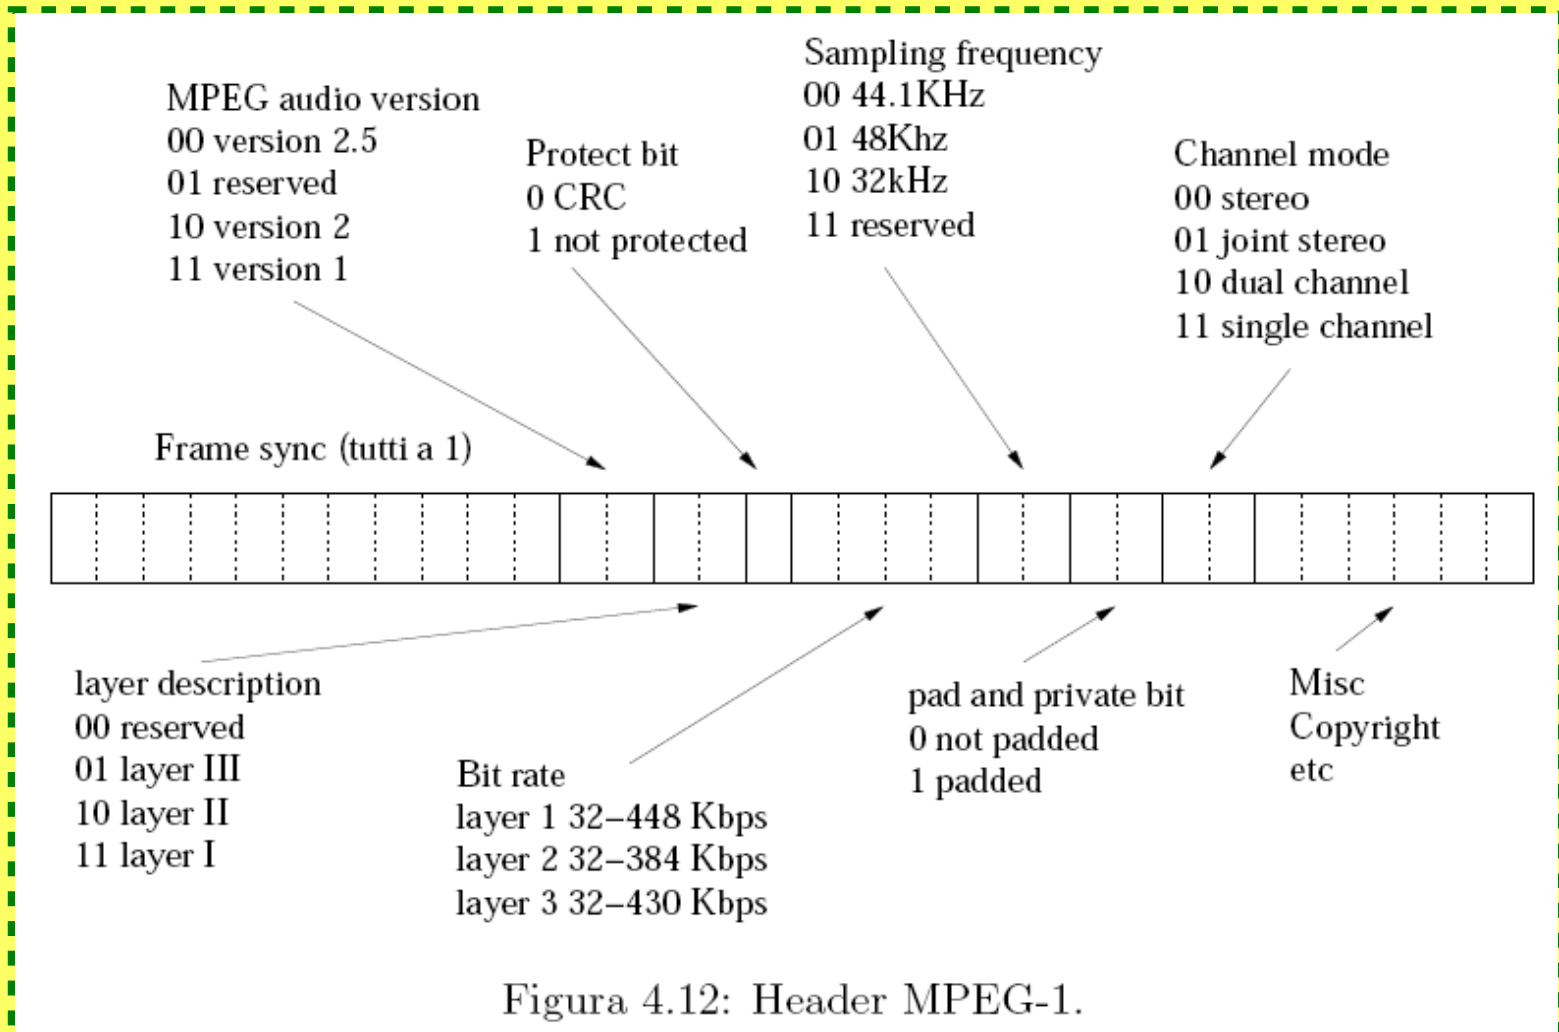 MPEG audio version
00 version 2.5
01 reserved
10 version 2
11 version 1
Protect bit
0 CRC
1 not protected
Sampling frequency
00 44.1KHz
01 48Khz
10 32kHz
11 reserved
Channel mode
00 stereo
01 joint stereo
10 dual channel
11 single channel
Frame sync (tutti a 1)
layer description
00 reserved
01 layer III
10 layer II
11 layer I
Bit rate
layer 1 32–448 Kbps
layer 2 32–384 Kbps
layer 3 32–430 Kbps
pad and private bit
0 not padded
1 padded
Misc
Copyright
etc
Figura 4.12: Header MPEG-1.